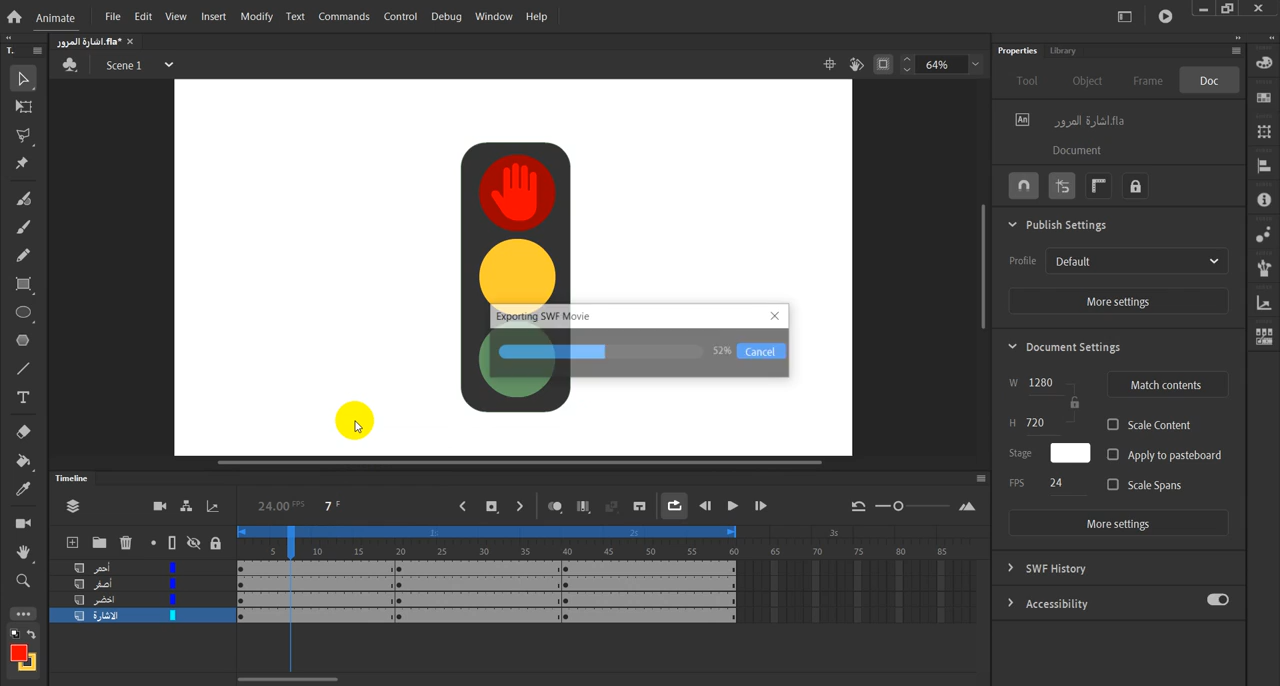 Animate File Edit View Insert Modify Text Commands Control Debug Window Help
اشارة المرور.fla*
T. Properties Library
Scene 1 64%
Tool Object Frame Doc
An اشارة المرور.fla
Document
Publish Settings
Profile Default
More settings
Exporting SWF Movie
52% Cancel
Document Settings
W 1280 Match contents
H 720 Scale Content
Stage Apply to pasteboard
FPS 24 Scale Spans
More settings
SWF History
Accessibility
Timeline
24.00 FPS 7 F
1s 2s 3s
5 10 15 20 25 30 35 40 45 50 55 60 65 70 75 80 85
أحمر
أصفر
اخضر
الاشارة
T